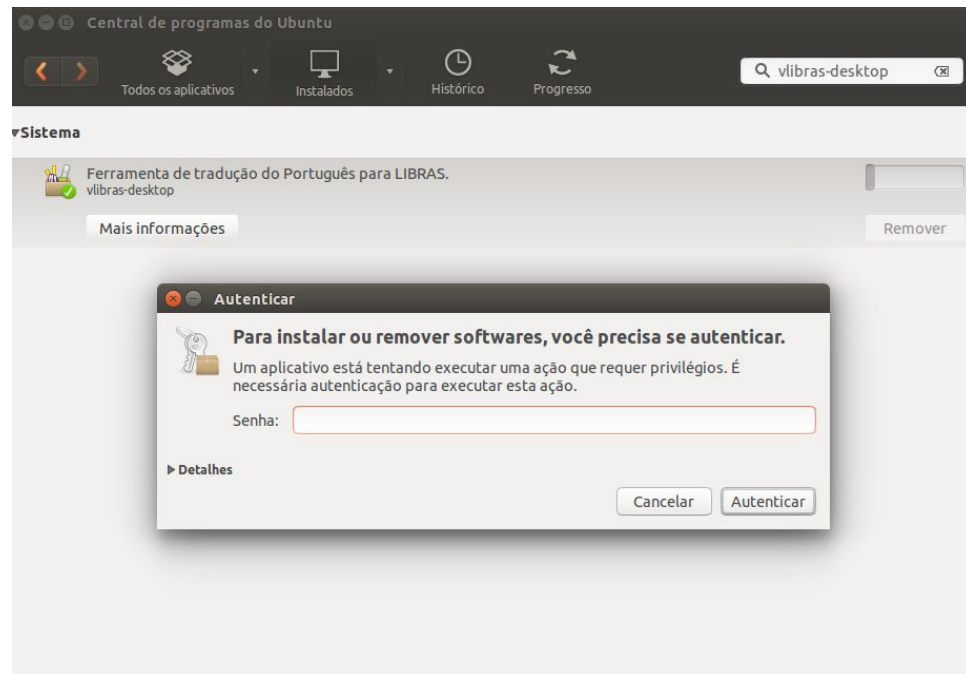 Central de programas do Ubuntu
Todos os aplicativos
Instalados
Histórico
Progresso
vlibras-desktop
Sistema
Ferramenta de tradução do Português para LIBRAS.
vlibras-desktop
Mais informações
Remover
Autenticar
Para instalar ou remover softwares, você precisa se autenticar.
Um aplicativo está tentando executar uma ação que requer privilégios. É
necessária autenticação para executar esta ação.
Senha:
Detalhes
Cancelar
Autenticar